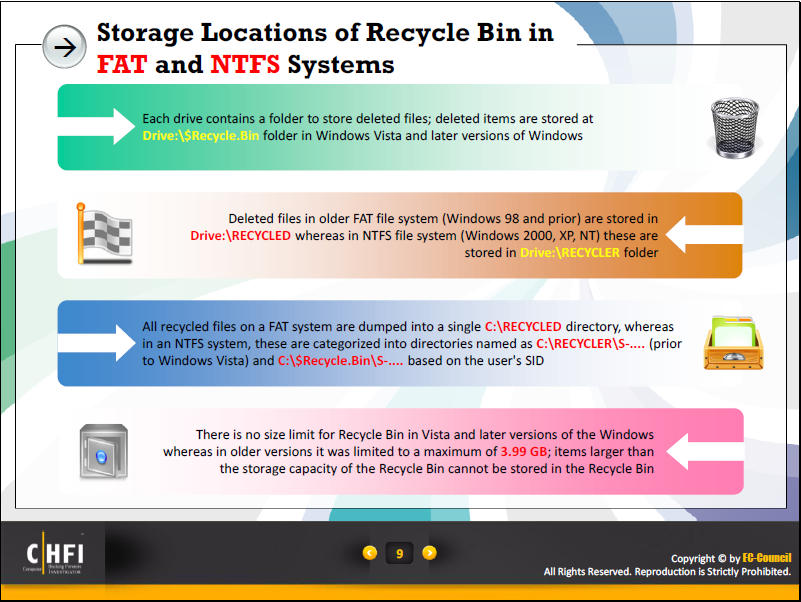 Storage Locations of Recycle Bin in
FAT and NTFS Systems
Each drive contains a folder to store deleted files; deleted items are stored at
Drive:\$Recycle.Bin folder in Windows Vista and later versions of Windows
Deleted files in older FAT file system (Windows 98 and prior) are stored in
Drive:\RECYCLED whereas in NTFS file system (Windows 2000, XP, NT) these are
stored in Drive:\RECYCLER folder
All recycled files on a FAT system are dumped into a single C:\RECYCLED directory, whereas
in an NTFS system, these are categorized into directories named as C:\RECYCLER\S-.... (prior
to Windows Vista) and C:\$Recycle.Bin\S-.... based on the user's SID
There is no size limit for Recycle Bin in Vista and later versions of the Windows
whereas in older versions it was limited to a maximum of 3.99 GB; items larger than
the storage capacity of the Recycle Bin cannot be stored in the Recycle Bin
CHFI
Computer Hacking Forensic
INVESTIGATOR
9
Copyright © by EC-Council
All Rights Reserved. Reproduction is Strictly Prohibited.